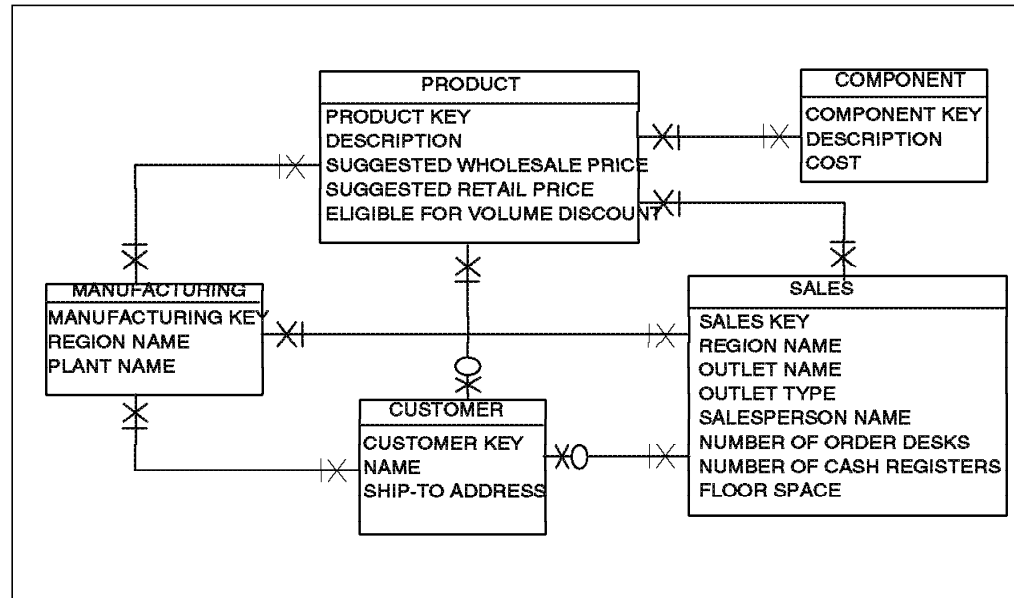 PRODUCT
PRODUCT KEY
DESCRIPTION
SUGGESTED WHOLESALE PRICE
SUGGESTED RETAIL PRICE
ELIGIBLE FOR VOLUME DISCOUNT
COMPONENT
COMPONENT KEY
DESCRIPTION
COST
MANUFACTURING
MANUFACTURING KEY
REGION NAME
PLANT NAME
SALES
SALES KEY
REGION NAME
OUTLET NAME
OUTLET TYPE
SALESPERSON NAME
NUMBER OF ORDER DESKS
NUMBER OF CASH REGISTERS
FLOOR SPACE
CUSTOMER
CUSTOMER KEY
NAME
SHIP-TO ADDRESS